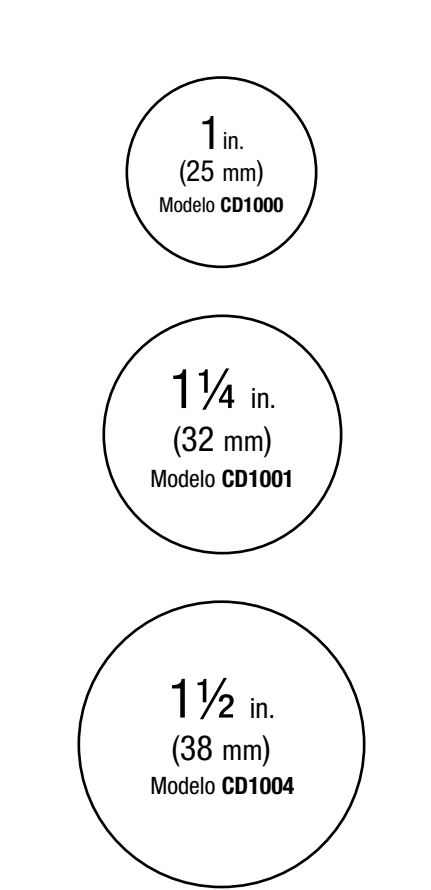 1 in.
(25 mm)
Modelo CD1000
1¼ in.
(32 mm)
Modelo CD1001
1½ in.
(38 mm)
Modelo CD1004